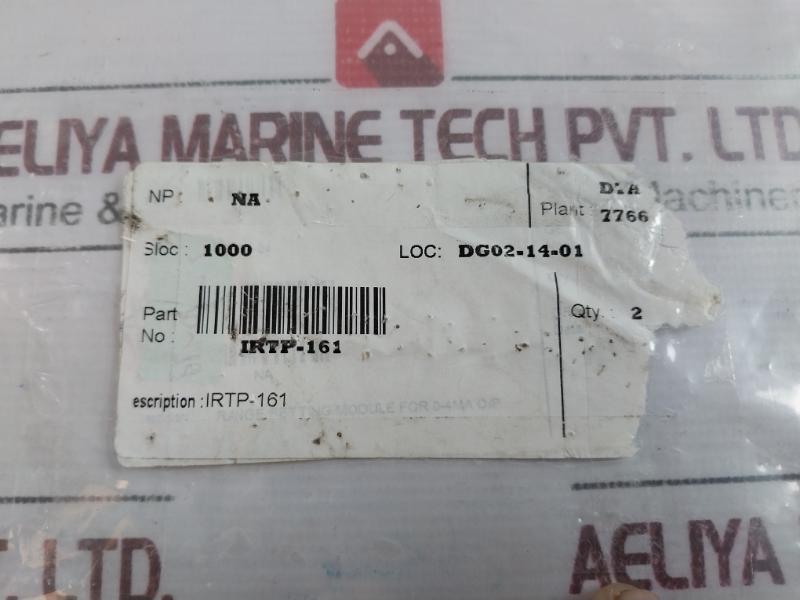 AELIYA MARINE TECH PVT. LTD
arine & Machiner
NP : NA
Plant : 7766
Sloc : 1000 LOC: DG02-14-01
Part No :
IRTP-161
Qty. : 2
NA
escription : IRTP-161
RANGE SETTING MODULE FOR 0-4MA O/P
T. LTD.
AELIYA